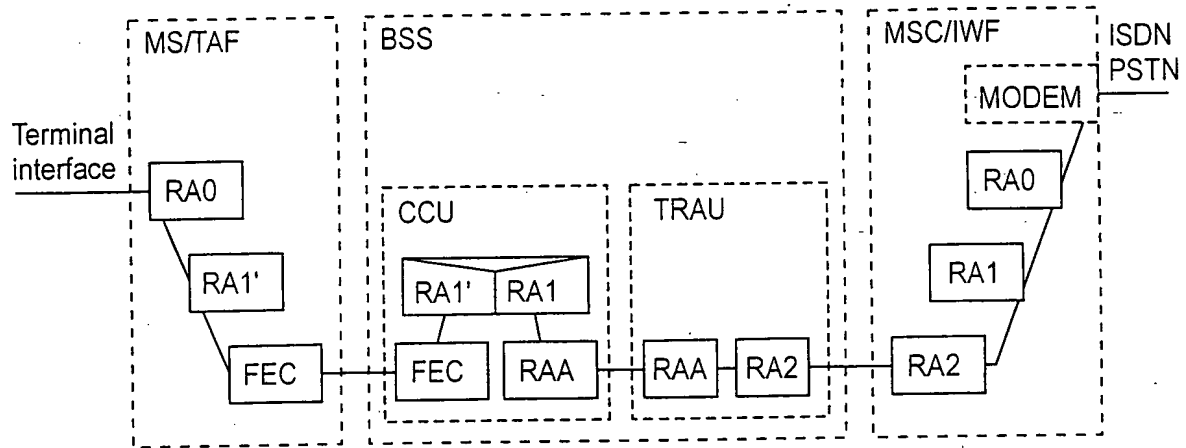 MS/TAF
BSS
MSC/IWF
ISDN
PSTN
MODEM
Terminal
interface
RA0
RA0
CCU
TRAU
RA1'
RA1'
RA1
RA1
FEC
FEC
RAA
RAA
RA2
RA2